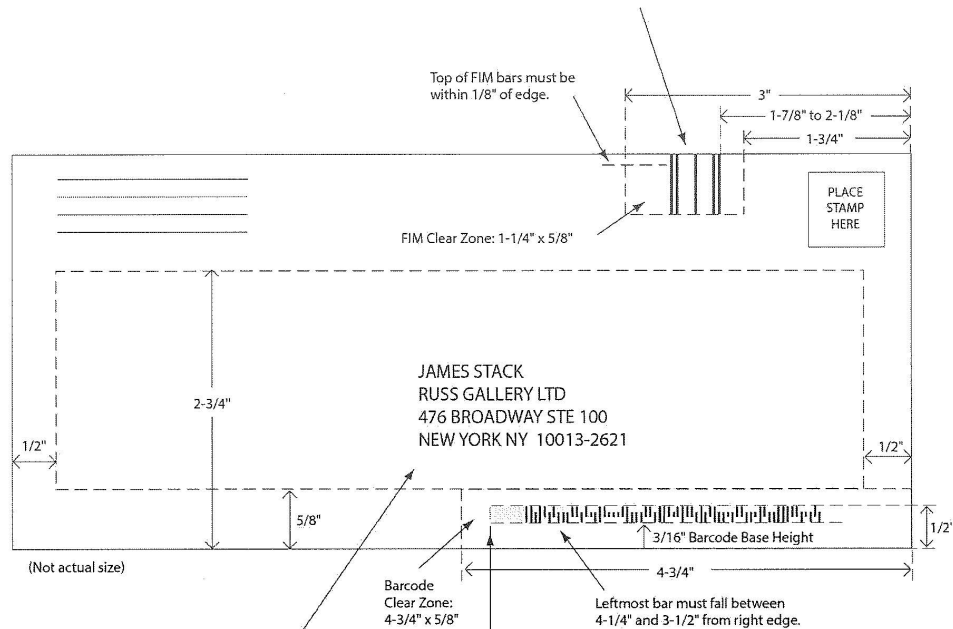 Top of FIM bars must be
within 1/8" of edge.
3"
1-7/8" to 2-1/8"
1-3/4"
PLACE
STAMP
HERE
FIM Clear Zone: 1-1/4" x 5/8"
JAMES STACK
RUSS GALLERY LTD
476 BROADWAY STE 100
NEW YORK NY 10013-2621
2-3/4"
1/2"
1/2"
5/8"
3/16" Barcode Base Height
1/2'
(Not actual size)
4-3/4"
Barcode
Clear Zone:
4-3/4" x 5/8"
Leftmost bar must fall between
4-1/4" and 3-1/2" from right edge.